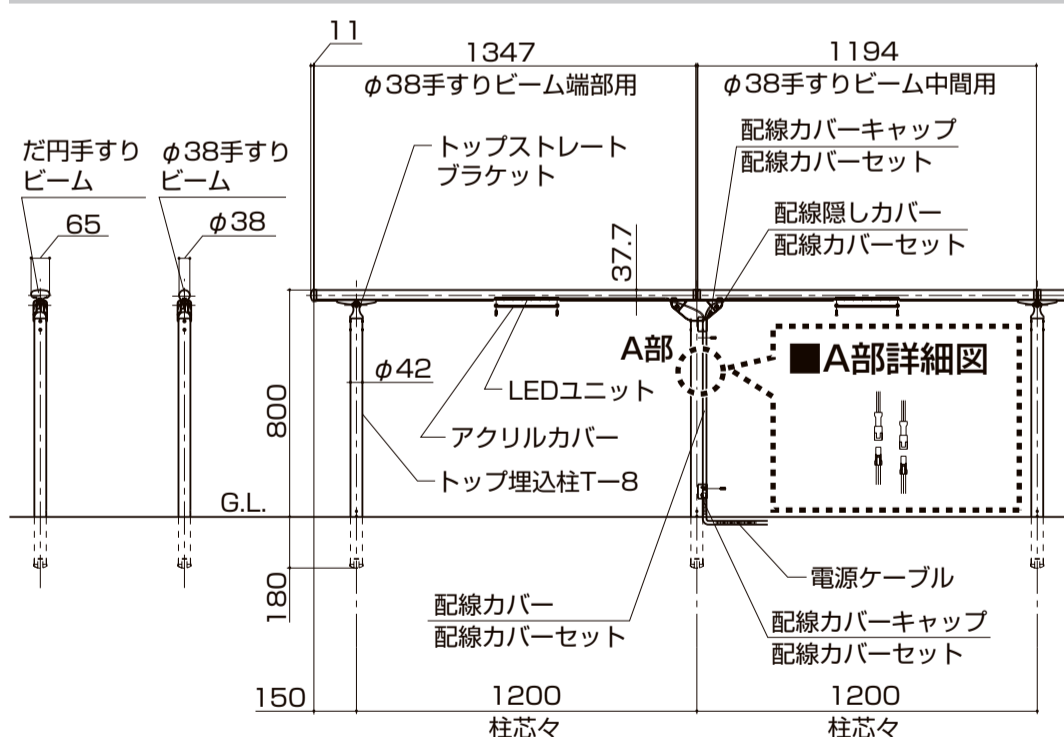 11
1347
1194
φ38手すりビーム端部用
φ38手すりビーム中間用
だ円手すり
ビーム
φ38手すり
ビーム
トップストレート
ブラケット
配線カバーキャップ
配線カバーセット
65
φ38
配線隠しカバー
配線カバーセット
37.7
A部
■A部詳細図
φ42
LEDユニット
800
アクリルカバー
トップ埋込柱T−8
G.L.
電源ケーブル
180
配線カバー
配線カバーセット
配線カバーキャップ
配線カバーセット
150
1200
1200
柱芯々
柱芯々